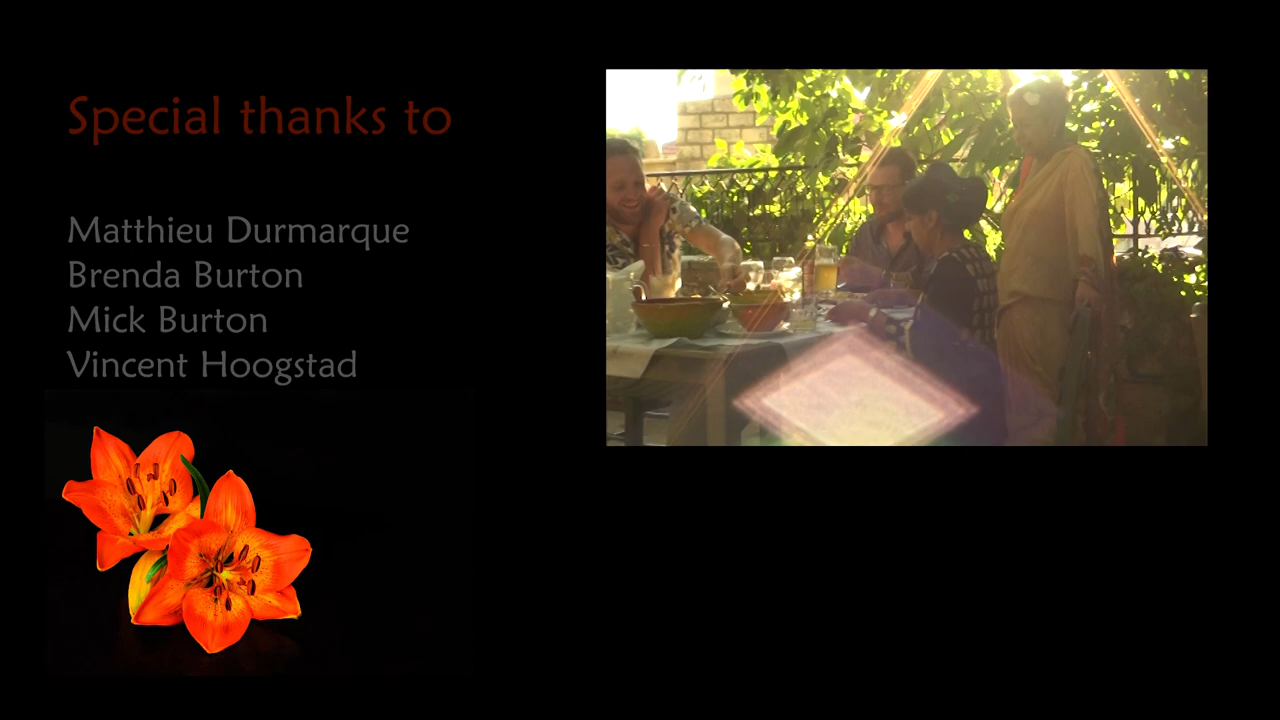 Special thanks to
Matthieu Durmarque
Brenda Burton
Mick Burton
Vincent Hoogstad